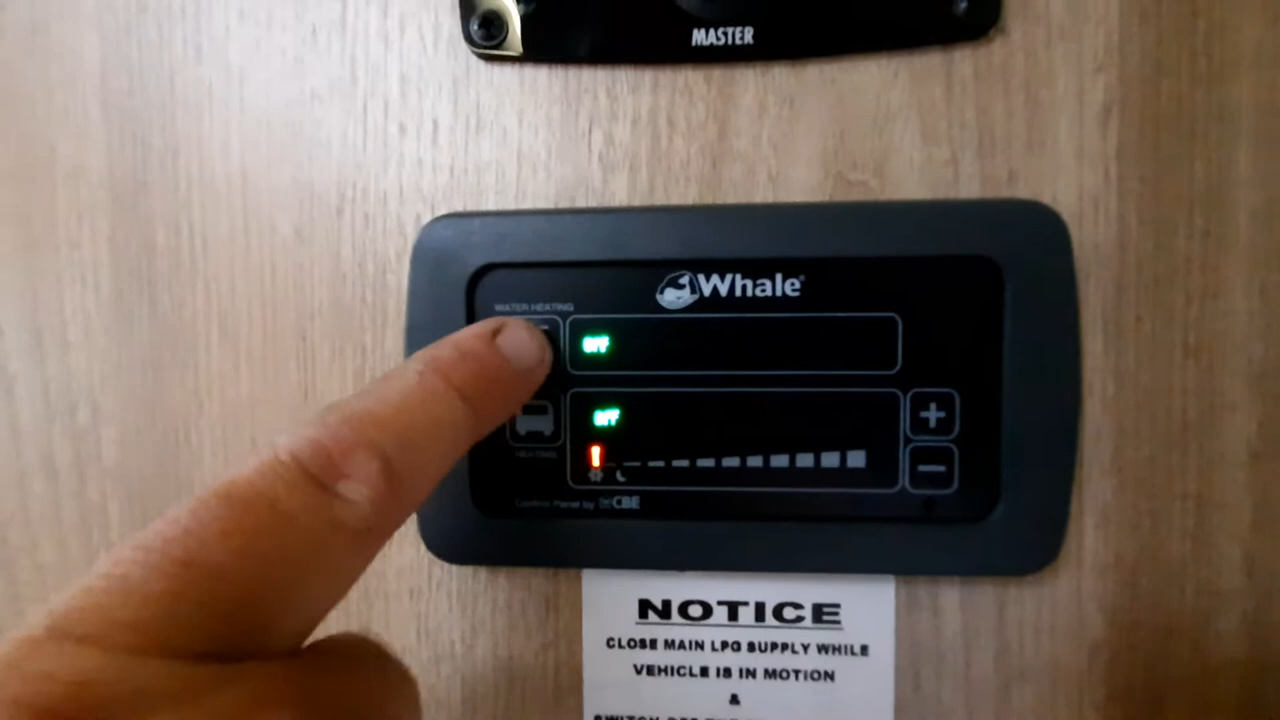 MASTER
Whale
WATER HEATING
OFF
OFF
HEATING
Control Panel by CBE
NOTICE
CLOSE MAIN LPG SUPPLY WHILE
VEHICLE IS IN MOTION
&